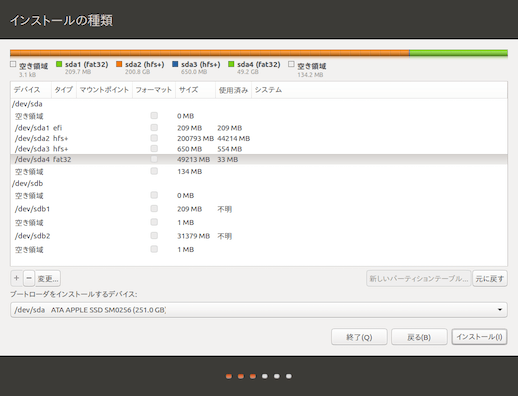 インストールの種類
空き領域 sda1 (fat32) sda2 (hfs+) sda3 (hfs+) sda4 (fat32) 空き領域
3.1 kB 209.7 MB 200.8 GB 650.0 MB 49.2 GB 134.2 MB
デバイス タイプ マウントポイント フォーマット サイズ 使用済み システム
/dev/sda
空き領域 0 MB
/dev/sda1 efi 209 MB 209 MB
/dev/sda2 hfs+ 200793 MB 44214 MB
/dev/sda3 hfs+ 650 MB 554 MB
/dev/sda4 fat32 49213 MB 33 MB
空き領域 134 MB
/dev/sdb
空き領域 0 MB
/dev/sdb1 209 MB 不明
空き領域 1 MB
/dev/sdb2 31379 MB 不明
空き領域 1 MB
+ − 変更... 新しいパーティションテーブル... 元に戻す
ブートローダをインストールするデバイス:
/dev/sda ATA APPLE SSD SM0256 (251.0 GB)
終了(Q) 戻る(B) インストール(I)